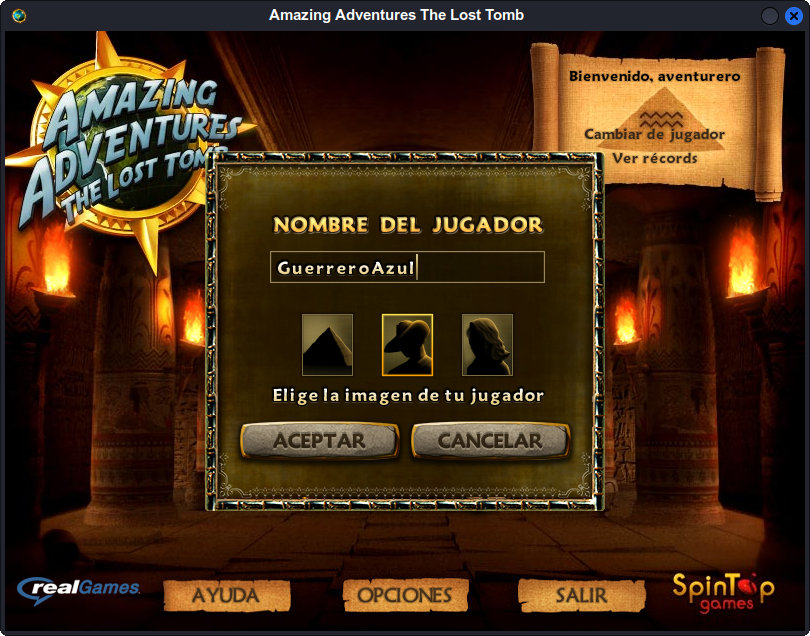 Amazing Adventures The Lost Tomb
AMAZING
ADVENTURES
THE LOST TOMB
Bienvenido, aventurero
Cambiar de jugador
Ver récords
NOMBRE DEL JUGADOR
GuerreroAzul
Elige la imagen de tu jugador
ACEPTAR
CANCELAR
realGames.
AYUDA
OPCIONES
SALIR
SpinTop
games